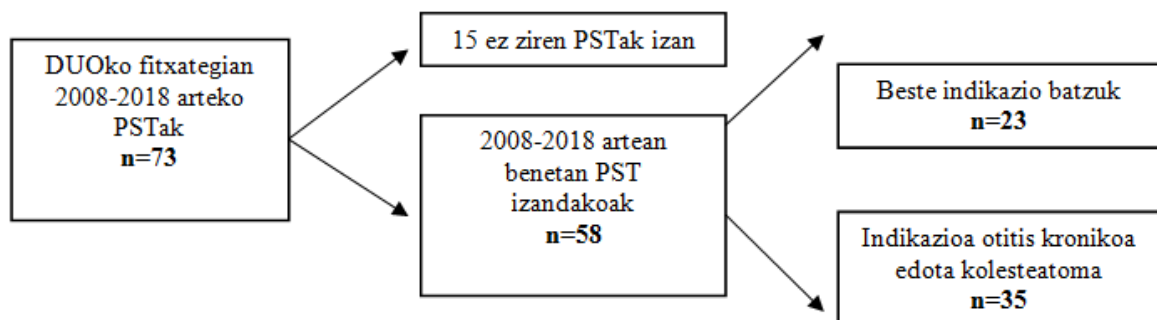 DUOko fitxategian
2008-2018 arteko
PSTak
n=73
15 ez ziren PSTak izan
2008-2018 artean
benetan PST
izandakoak
n=58
Beste indikazio batzuk
n=23
Indikazioa otitis kronikoa
edota kolesteatoma
n=35